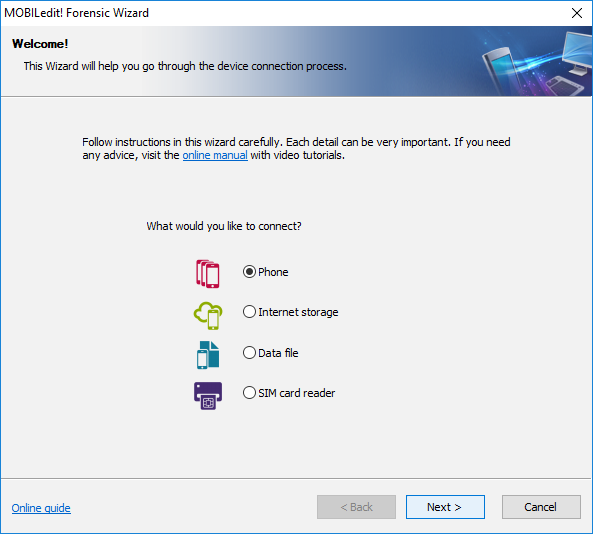 MOBILedit! Forensic Wizard
Welcome!
This Wizard will help you go through the device connection process.
Follow instructions in this wizard carefully. Each detail can be very important. If you need
any advice, visit the online manual with video tutorials.
What would you like to connect?
Phone
Internet storage
Data file
SIM card reader
Online guide
< Back
Next >
Cancel